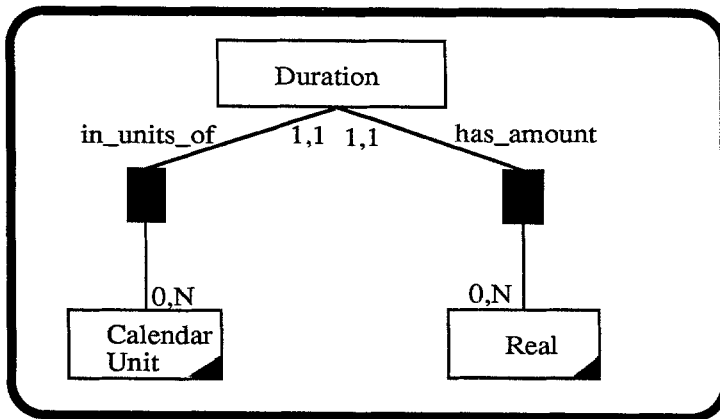 Duration
in_units_of 1,1 1,1 has_amount
0,N 0,N
Calendar
Unit
Real